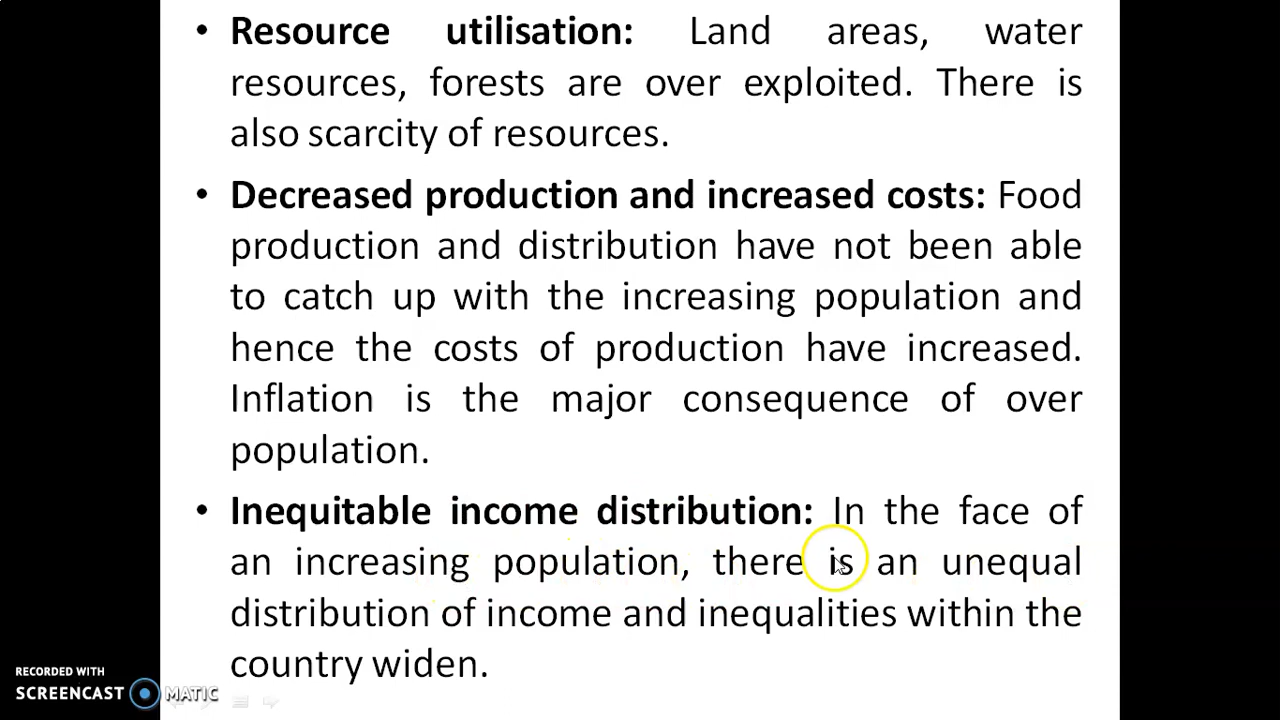 • Resource utilisation: Land areas, water
resources, forests are over exploited. There is
also scarcity of resources.
• Decreased production and increased costs: Food
production and distribution have not been able
to catch up with the increasing population and
hence the costs of production have increased.
Inflation is the major consequence of over
population.
• Inequitable income distribution: In the face of
an increasing population, there is an unequal
distribution of income and inequalities within the
country widen.
RECORDED WITH
SCREENCAST MATIC